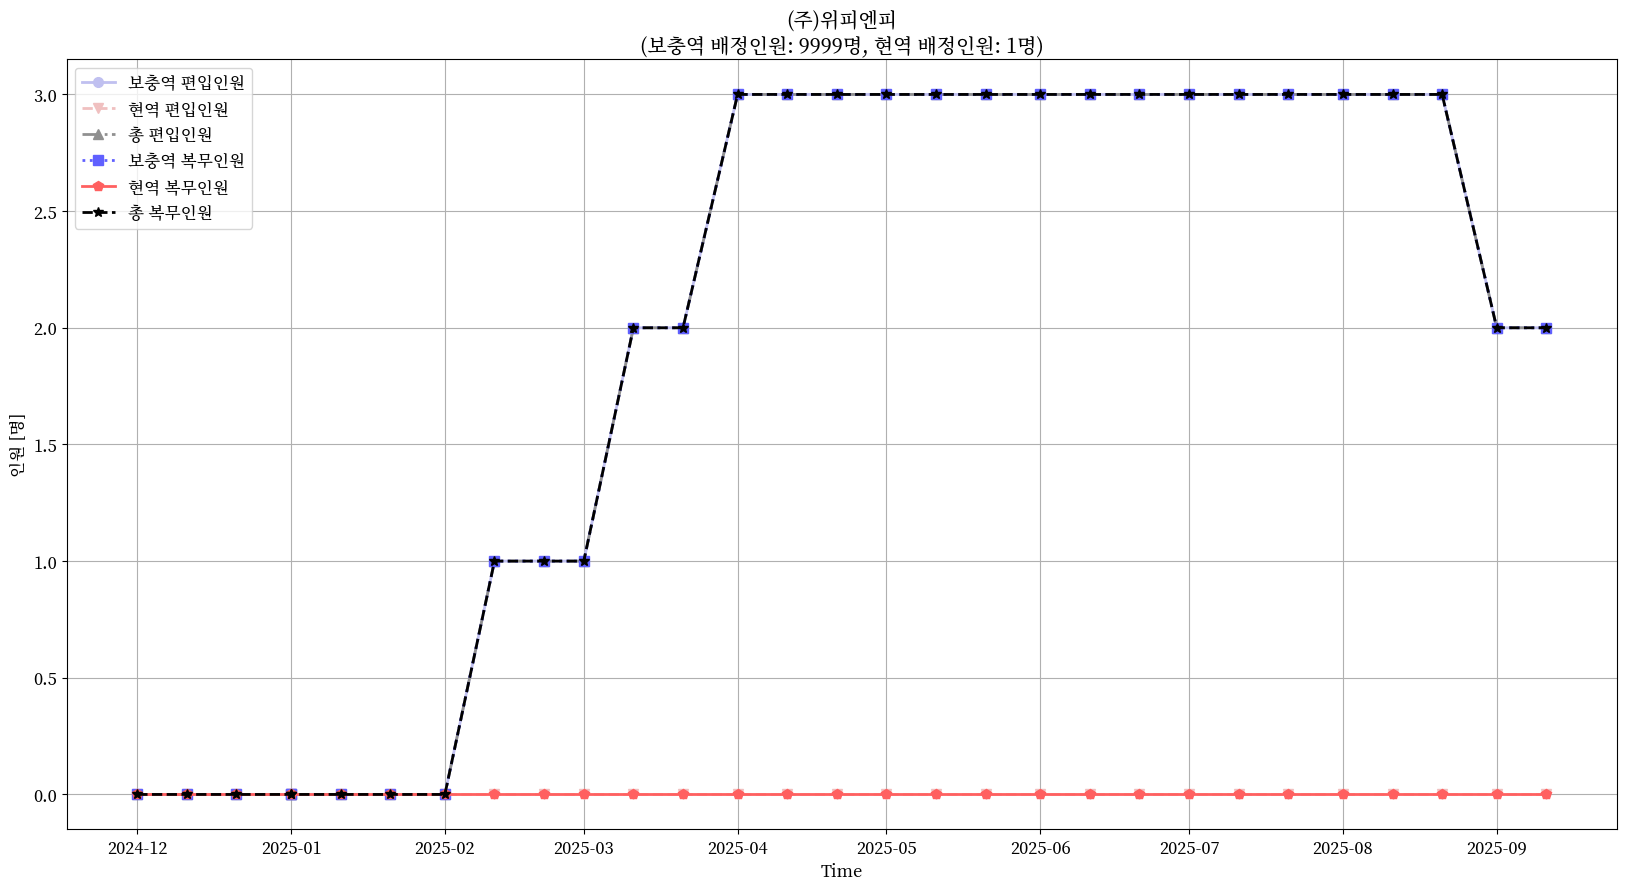 (주)위피엔피
(보충역 배정인원: 9999명, 현역 배정인원: 1명)
보충역 편입인원
현역 편입인원
총 편입인원
보충역 복무인원
현역 복무인원
총 복무인원
3.0
2.5
2.0
1.5
1.0
0.5
0.0
인원 [명]
2024-12
2025-01
2025-02
2025-03
2025-04
2025-05
2025-06
2025-07
2025-08
2025-09
Time